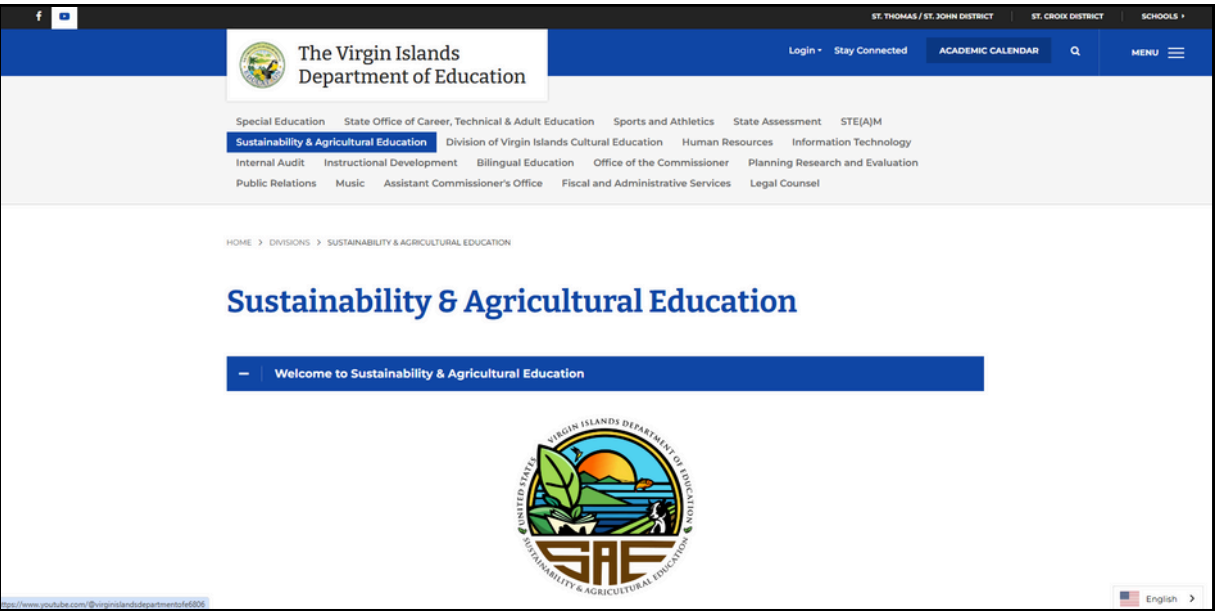 f
ST. THOMAS / ST. JOHN DISTRICT ST. CROIX DISTRICT SCHOOLS
The Virgin Islands
Department of Education
Login Stay Connected ACADEMIC CALENDAR MENU
Special Education State Office of Career, Technical & Adult Education Sports and Athletics State Assessment STE(A)M
Sustainability & Agricultural Education Division of Virgin Islands Cultural Education Human Resources Information Technology
Internal Audit Instructional Development Bilingual Education Office of the Commissioner Planning Research and Evaluation
Public Relations Music Assistant Commissioner's Office Fiscal and Administrative Services Legal Counsel
HOME > DIVISIONS > SUSTAINABILITY & AGRICULTURAL EDUCATION
Sustainability & Agricultural Education
Welcome to Sustainability & Agricultural Education
UNITED STATES VIRGIN ISLANDS DEPARTMENT OF EDUCATION
SAE
SUSTAINABILITY & AGRICULTURAL EDUCATION
ttps://www.youtube.com/@virginislandsdepartmentofe6806
English >